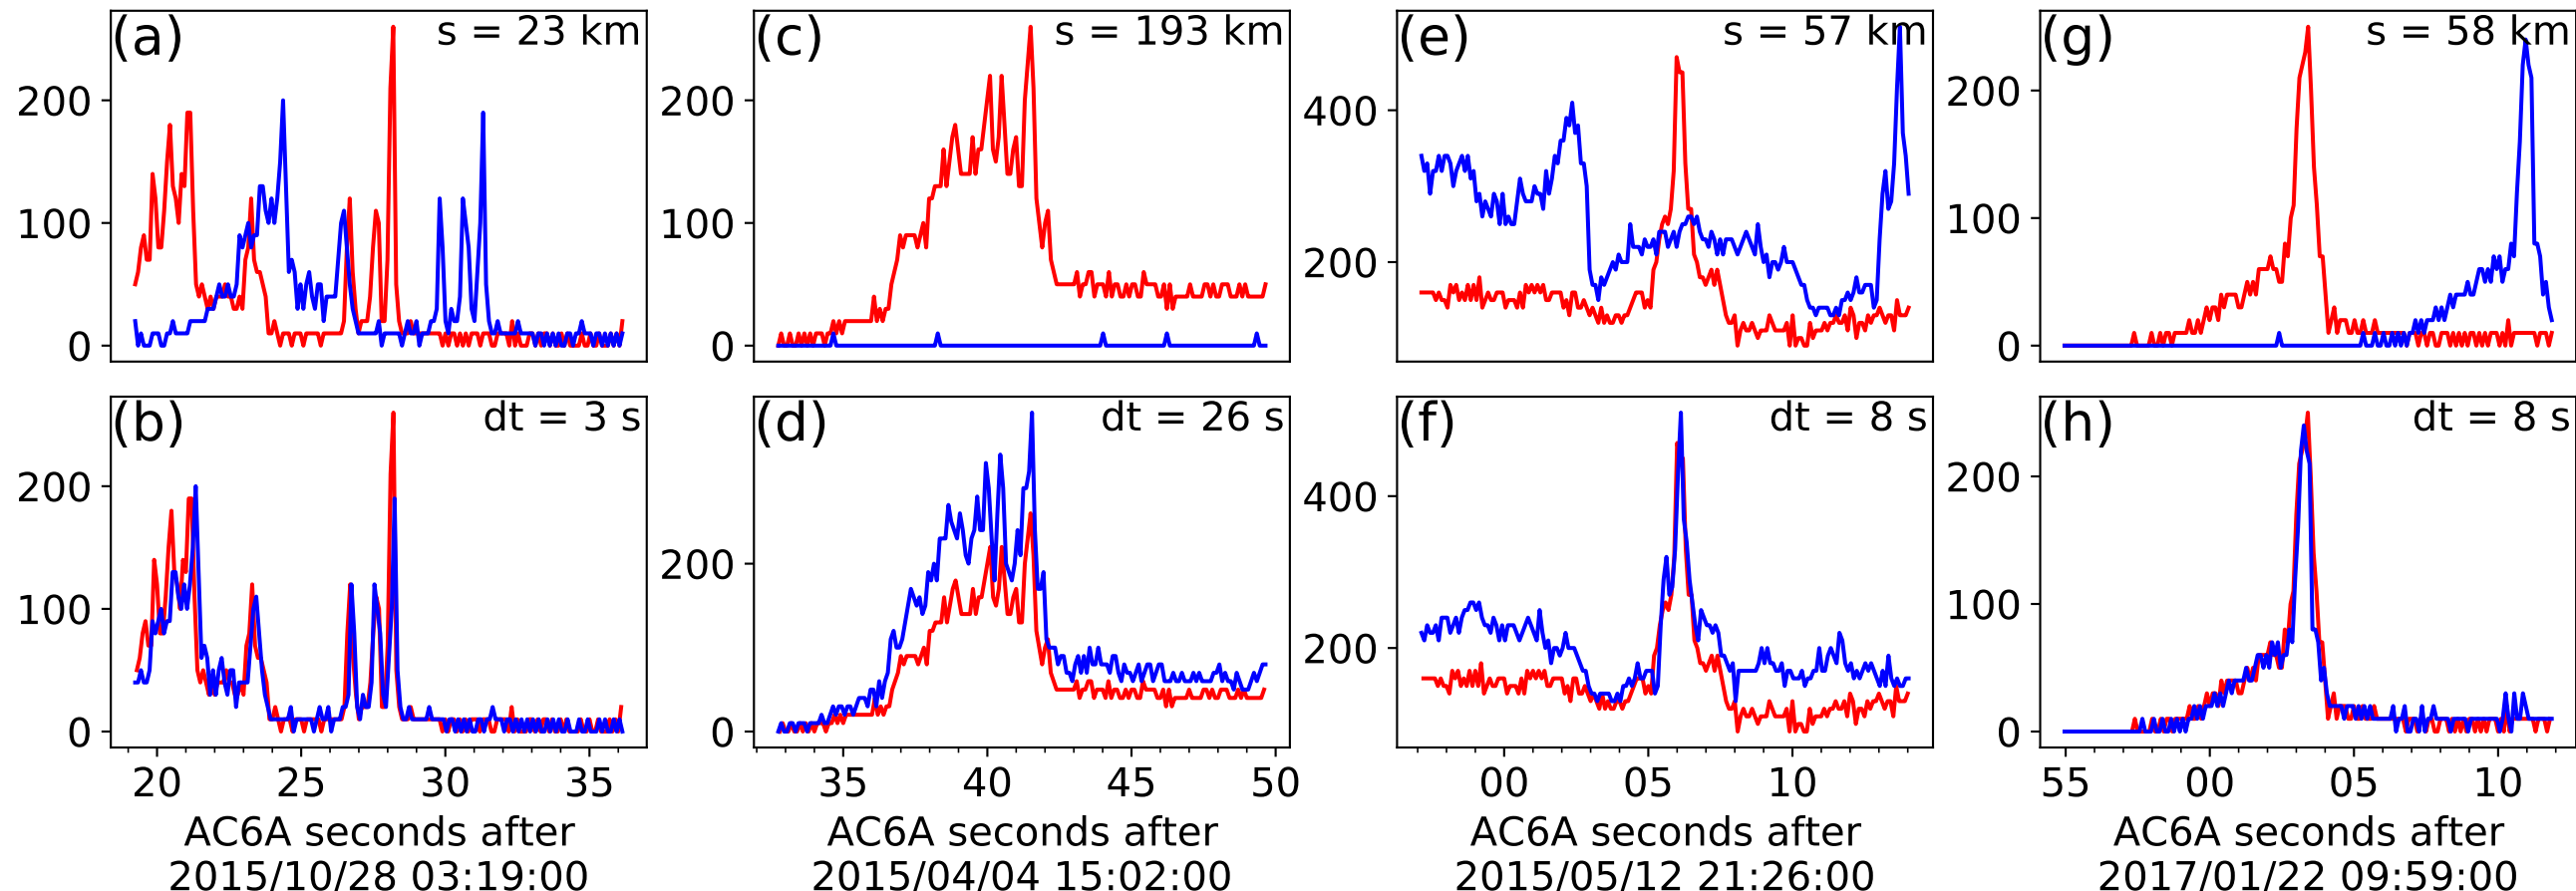 (a) s = 23 km
200
100
0
(c) s = 193 km
200
100
0
(e) s = 57 km
400
200
(g) s = 58 km
200
100
0
(b) dt = 3 s
200
100
0
20 25 30 35
AC6A seconds after
2015/10/28 03:19:00
(d) dt = 26 s
200
0
35 40 45 50
AC6A seconds after
2015/04/04 15:02:00
(f) dt = 8 s
400
200
00 05 10
AC6A seconds after
2015/05/12 21:26:00
(h) dt = 8 s
200
100
0
55 00 05 10
AC6A seconds after
2017/01/22 09:59:00